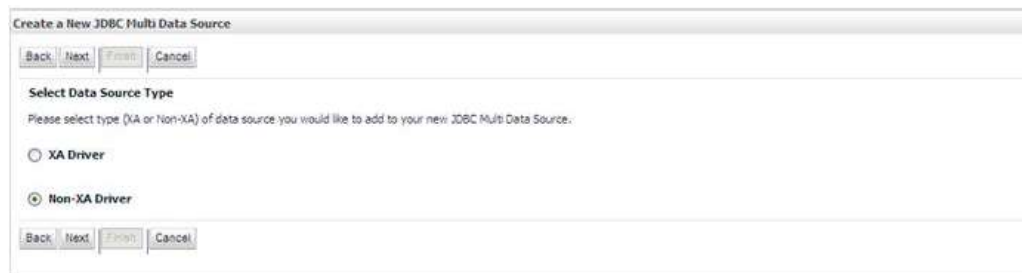 Create a New JDBC Multi Data Source
Back Next Finish Cancel
Select Data Source Type
Please select type (XA or Non-XA) of data source you would like to add to your new JDBC Multi Data Source.
XA Driver
Non-XA Driver
Back Next Finish Cancel